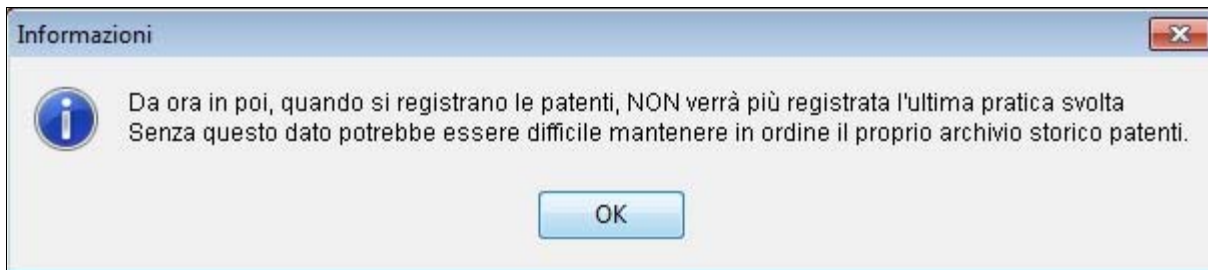 Informazioni
Da ora in poi, quando si registrano le patenti, NON verrà più registrata l'ultima pratica svolta
Senza questo dato potrebbe essere difficile mantenere in ordine il proprio archivio storico patenti.
OK